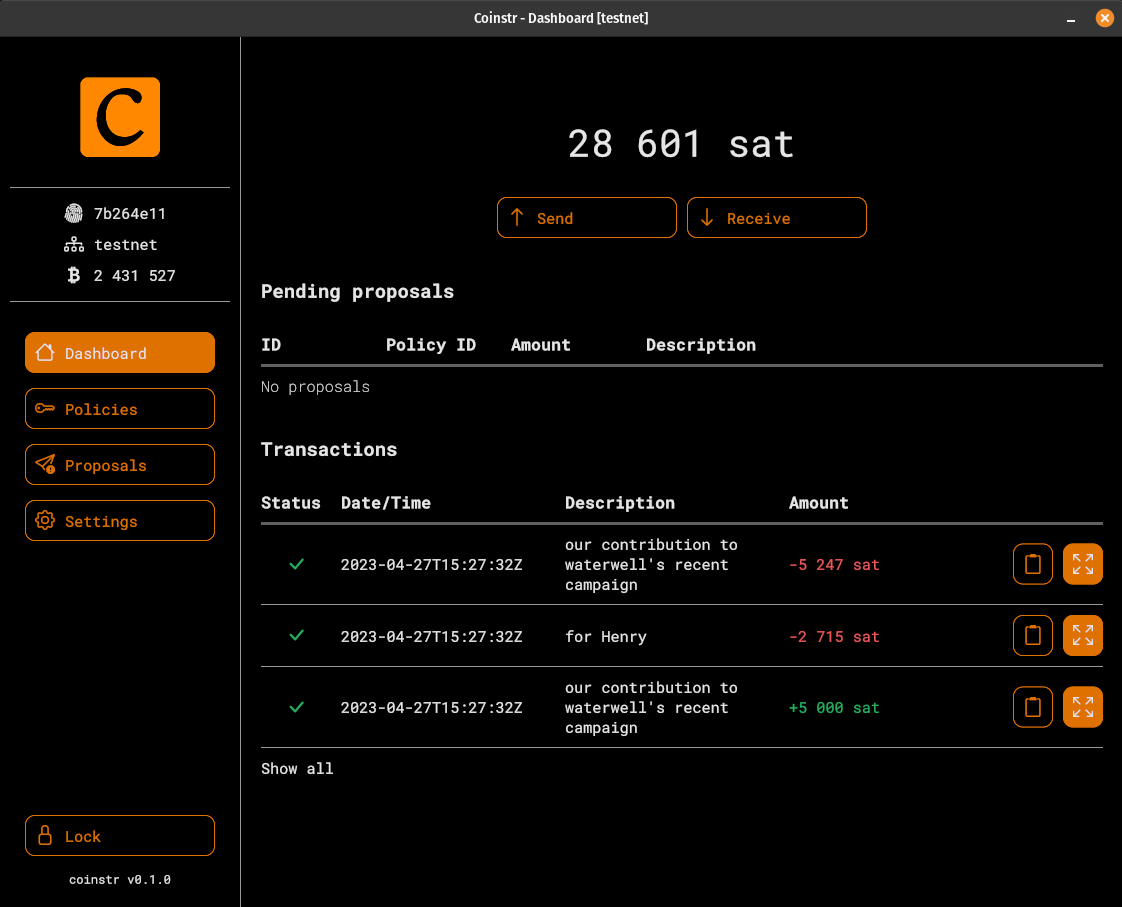 Coinstr - Dashboard [testnet]
C
7b264e11
testnet
2 431 527
Dashboard
Policies
Proposals
Settings
Lock
coinstr v0.1.0
28 601 sat
Send
Receive
Pending proposals
ID Policy ID Amount Description
No proposals
Transactions
Status Date/Time Description Amount
our contribution to
2023-04-27T15:27:32Z waterwell's recent -5 247 sat
campaign
2023-04-27T15:27:32Z for Henry -2 715 sat
our contribution to
2023-04-27T15:27:32Z waterwell's recent +5 000 sat
campaign
Show all